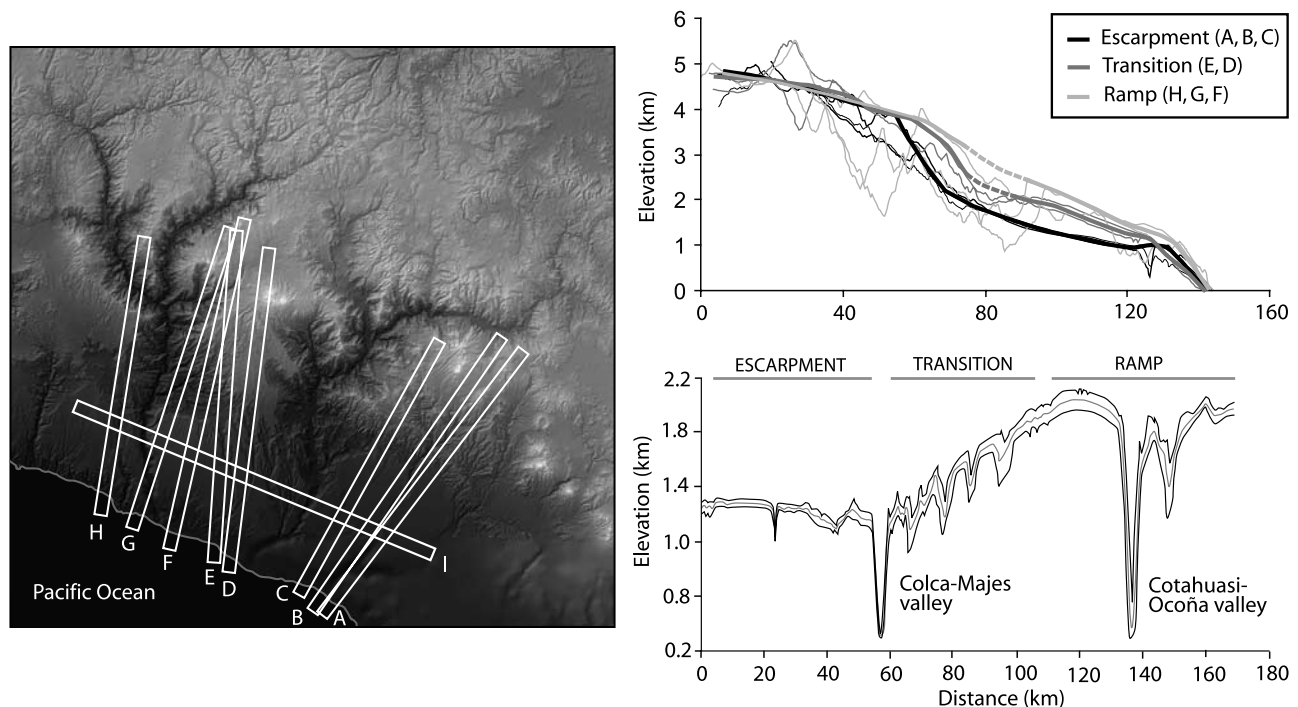 H
G
F
E
D
C
B
A
I
Pacific Ocean
6
5
4
3
2
1
0
Elevation (km)
0
40
80
120
160
Escarpment (A, B, C)
Transition (E, D)
Ramp (H, G, F)
ESCARPMENT
TRANSITION
RAMP
2.2
1.8
1.4
1.0
0.8
0.2
Elevation (km)
Colca-Majes
valley
Cotahuasi-
Ocoña valley
0
20
40
60
80
100
120
140
160
180
Distance (km)